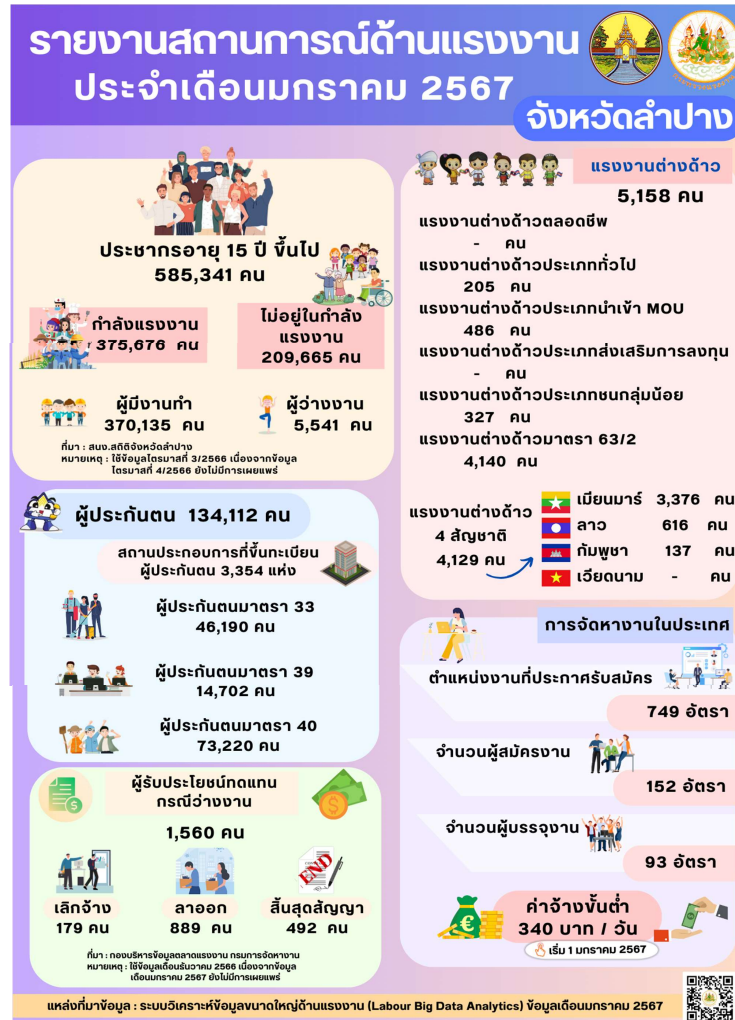 รายงานสถานการณ์ด้านแรงงาน
ประจำเดือนมกราคม 2567
จังหวัดลำปาง
ประชากรอายุ 15 ปี ขึ้นไป
585,341 คน
กำลังแรงงาน
375,676 คน
ไม่อยู่ในกำลัง
แรงงาน
209,665 คน
ผู้มีงานทำ
370,135 คน
ผู้ว่างงาน
5,541 คน
ที่มา : สนง.สถิติจังหวัดลำปาง
หมายเหตุ : ใช้ข้อมูลไตรมาสที่ 3/2566 เนื่องจากข้อมูล
ไตรมาสที่ 4/2566 ยังไม่มีการเผยแพร่
ผู้ประกันตน 134,112 คน
สถานประกอบการที่ขึ้นทะเบียน
ผู้ประกันตน 3,354 แห่ง
ผู้ประกันตนมาตรา 33
46,190 คน
ผู้ประกันตนมาตรา 39
14,702 คน
ผู้ประกันตนมาตรา 40
73,220 คน
ผู้รับประโยชน์ทดแทน
กรณีว่างงาน
1,560 คน
เลิกจ้าง
179 คน
ลาออก
889 คน
END
สิ้นสุดสัญญา
492 คน
ที่มา : กองบริหารข้อมูลตลาดแรงงาน กรมการจัดหางาน
หมายเหตุ : ใช้ข้อมูลเดือนธันวาคม 2566 เนื่องจากข้อมูล
เดือนมกราคม 2567 ยังไม่มีการเผยแพร่
แรงงานต่างด้าว
5,158 คน
แรงงานต่างด้าวตลอดชีพ
- คน
แรงงานต่างด้าวประเภททั่วไป
205 คน
แรงงานต่างด้าวประเภทนำเข้า MOU
486 คน
แรงงานต่างด้าวประเภทส่งเสริมการลงทุน
- คน
แรงงานต่างด้าวประเภทชนกลุ่มน้อย
327 คน
แรงงานต่างด้าวมาตรา 63/2
4,140 คน
แรงงานต่างด้าว
4 สัญชาติ
4,129 คน
เมียนมาร์ 3,376 คน
ลาว 616 คน
กัมพูชา 137 คน
เวียดนาม - คน
การจัดหางานในประเทศ
ตำแหน่งงานที่ประกาศรับสมัคร
749 อัตรา
จำนวนผู้สมัครงาน
152 อัตรา
จำนวนผู้บรรจุงาน
93 อัตรา
ค่าจ้างขั้นต่ำ
340 บาท / วัน
เริ่ม 1 มกราคม 2567
แหล่งที่มาข้อมูล : ระบบวิเคราะห์ข้อมูลขนาดใหญ่ด้านแรงงาน (Labour Big Data Analytics) ข้อมูลเดือนมกราคม 2567